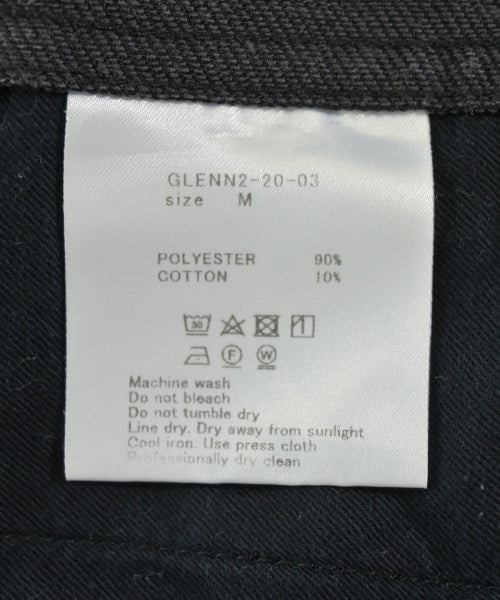 GLENN2-20-03
size M
POLYESTER 90%
COTTON 10%
30
F W
Machine wash
Do not bleach
Do not tumble dry
Line dry. Dry away from sunlight
Cool iron. Use press cloth
Professionally dry clean